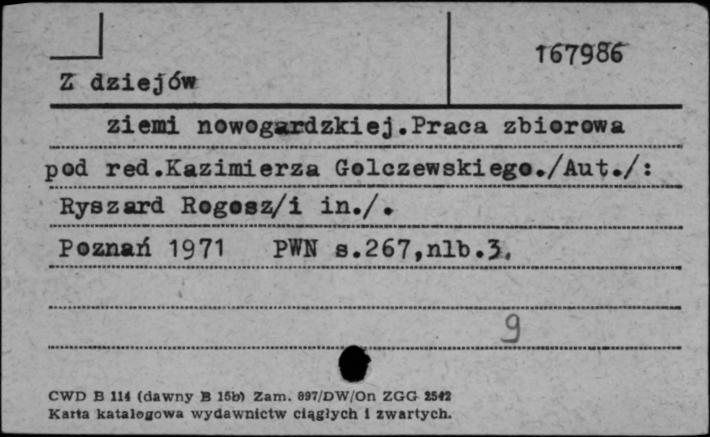 167986
Z dziejów
ziemi nowogardzkiej.Praca zbiorowa
pod red.Kazimierza Golczewskiego./Aut./:
Ryszard Rogosz/i in./.
Poznań 1971 PWN s.267,nlb.3.
9
CWD B 114 (dawny B 15b) Zam. 897/DW/On ZGG 2542
Karta katalogowa wydawnictw ciągłych i zwartych.